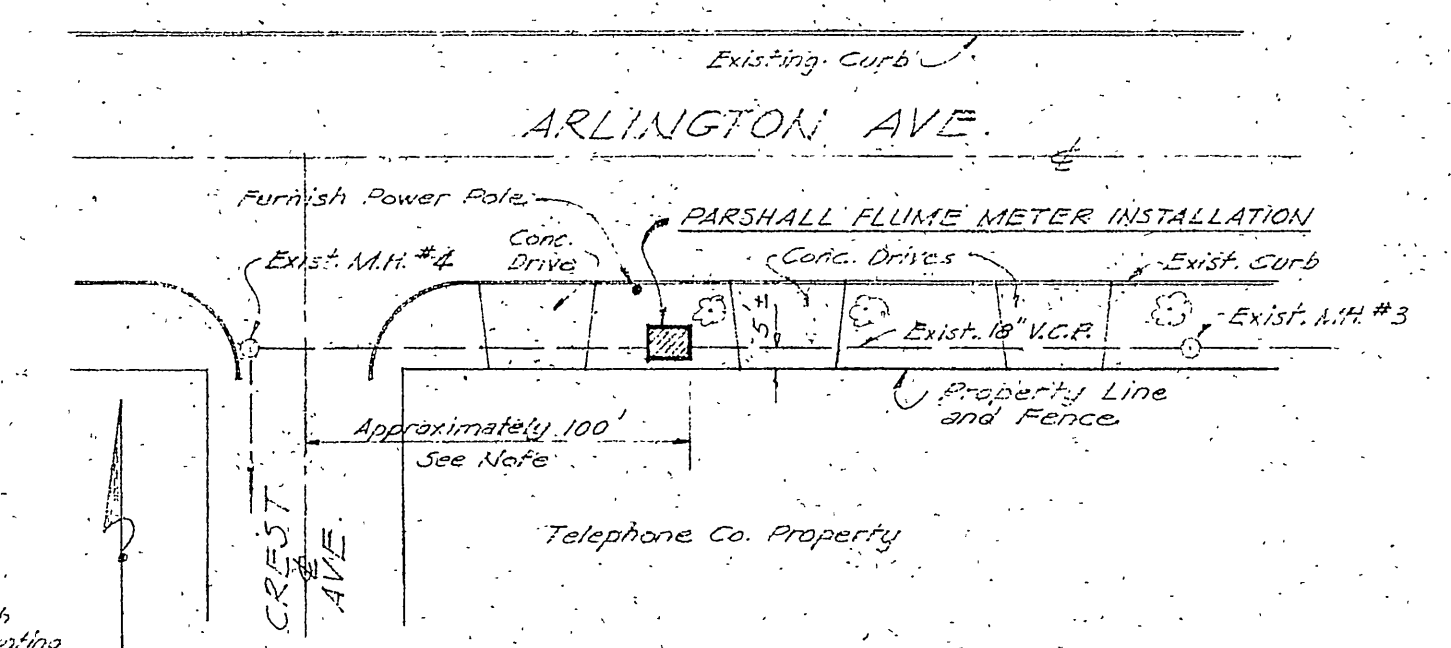 Existing Curb
ARLINGTON AVE.
℄
Furnish Power Pole
PARSHALL FLUME METER INSTALLATION
Conc.
Drive
Conc. Drives
Exist. M.H. #4
Exist. Curb
5'±
Exist. 18" V.C.P.
Exist. M.H. #3
Property Line
and Fence
Approximately 100'
See Note
CREST
AVE.
℄
Telephone Co. Property